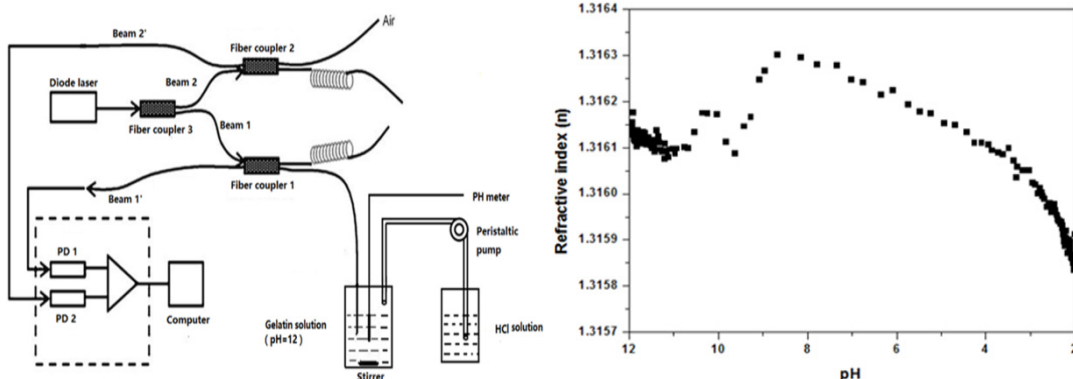 Air
Beam 2'
Fiber coupler 2
Beam 2
Diode laser
Fiber coupler 3
Beam 1
Fiber coupler 1
Beam 1'
PH meter
Peristaltic
pump
PD 1
PD 2
Computer
Gelatin solution
( pH=12 )
HCl solution
Stirrer
Refractive index (n)
1.3164
1.3163
1.3162
1.3161
1.3160
1.3159
1.3158
1.3157
12
10
8
6
4
2
pH